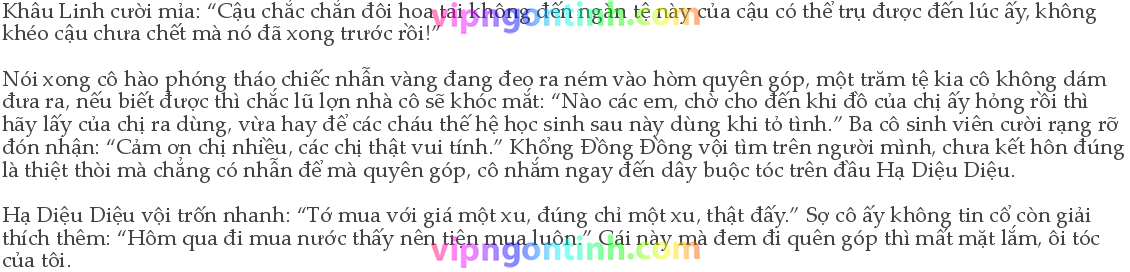 Khâu Linh cười mỉa: “Cậu chắc chắn đôi hoa tai không đến ngàn tệ này của cậu có thể trụ được đến lúc ấy, không
khéo cậu chưa chết mà nó đã xong trước rồi!”
vipngontinh.com
Nói xong cô hào phóng tháo chiếc nhẫn vàng đang đeo ra ném vào hòm quyên góp, một trăm tệ kia cô không dám
đưa ra, nếu biết được thì chắc lũ lợn nhà cô sẽ khóc mắt: “Nào các em, chờ cho đến khi đồ của chị ấy hỏng rồi thì
hãy lấy của chị ra dùng, vừa hay để các cháu thế hệ học sinh sau này dùng khi tỏ tình.” Ba cô sinh viên cười rạng rỡ
đón nhận: “Cảm ơn chị nhiều, các chị thật vui tính.” Khổng Đồng Đồng vội tìm trên người mình, chưa kết hôn đúng
là thiệt thòi mà chẳng có nhẫn để mà quyên góp, cô nhắm ngay đến dây buộc tóc trên đầu Hạ Diệu Diệu.
Hạ Diệu Diệu vội trốn nhanh: “Tớ mua với giá một xu, đúng chỉ một xu, thật đấy.” Sợ cô ấy không tin cổ còn giải
thích thêm: “Hôm qua đi mua nước thấy nên tiện mua luôn.” Cái này mà đem đi quên góp thì mất mặt lắm, ôi tóc
của tôi.
vipngontinh.com